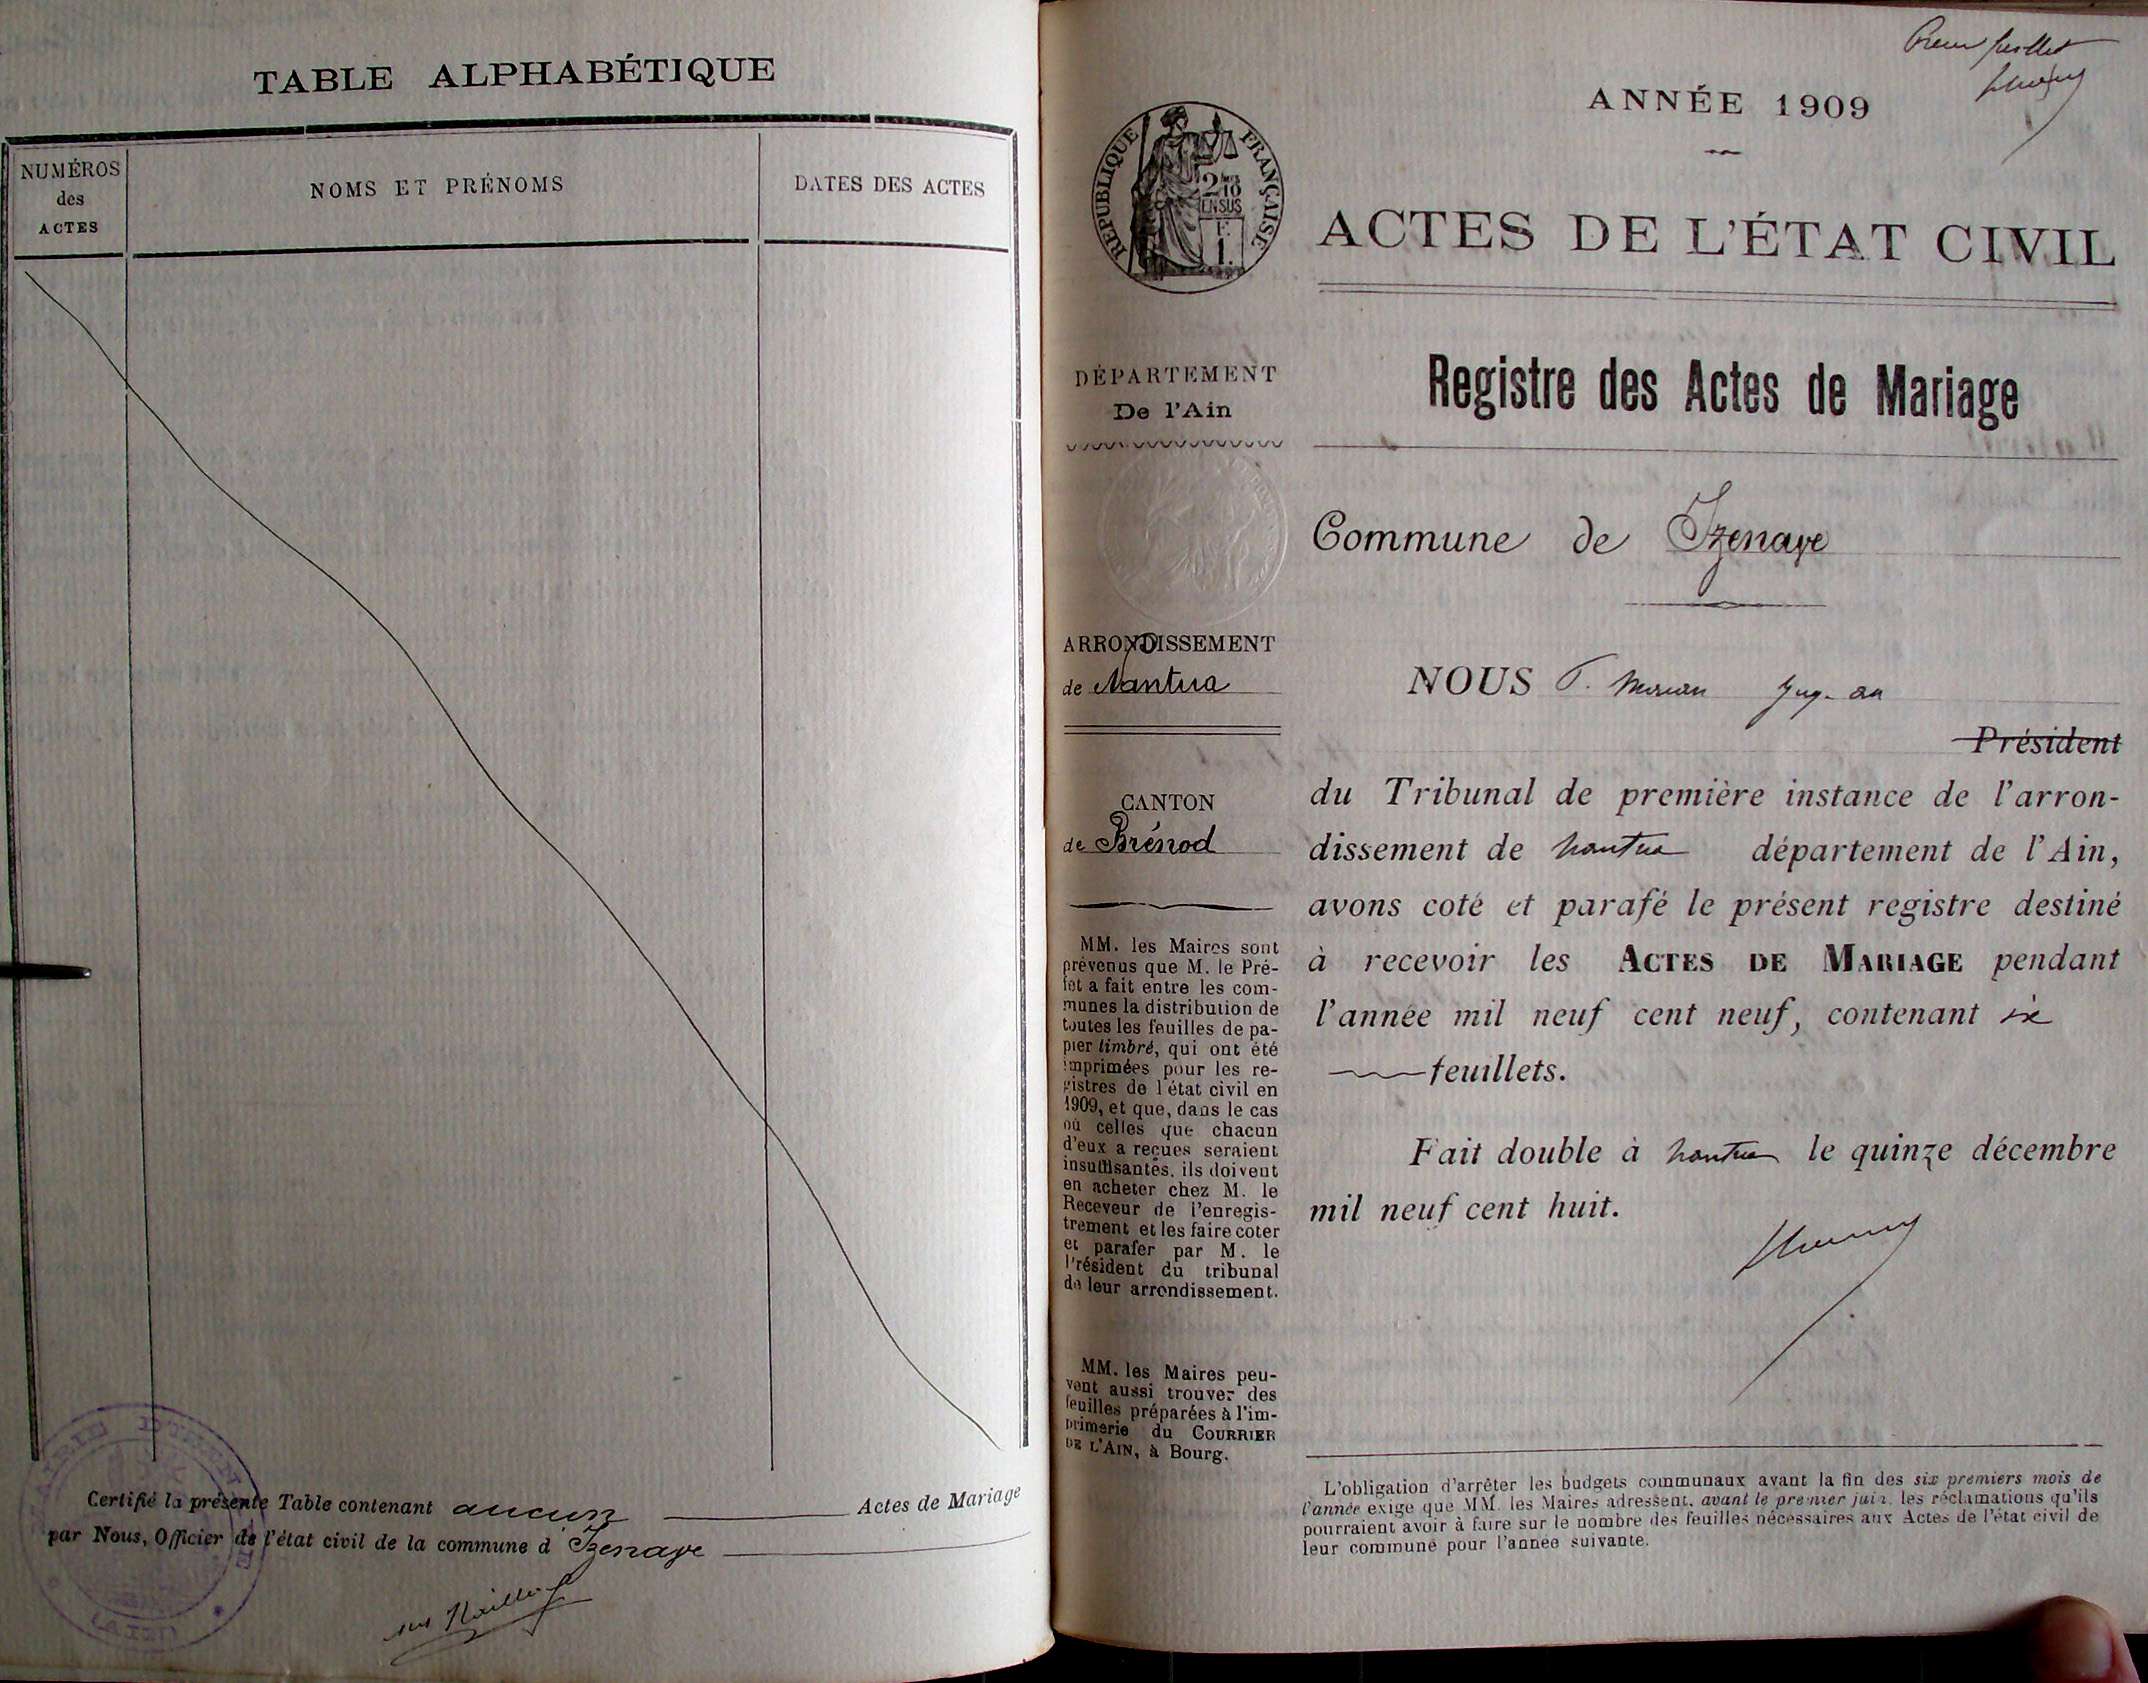 TABLE ALPHABÉTIQUE
NUMÉROS
des
ACTES
NOMS ET PRÉNOMS
DATES DES ACTES
Certifié la présente Table contenant aucun Actes de Mariage
par Nous, Officier de l'état civil de la commune d Izenave
Premier feuillet
ANNÉE 1909
RÉPUBLIQUE FRANÇAISE
ACTES DE L'ÉTAT CIVIL
DÉPARTEMENT
De l'Ain
ARRONDISSEMENT
de Nantua
CANTON
de Brénod
MM. les Maires sont
prévenus que M. le Pré-
fet a fait entre les com-
munes la distribution de
toutes les feuilles de pa-
pier timbré, qui ont été
imprimées pour les re-
gistres de l'état civil en
1909, et que, dans le cas
où celles que chacun
d'eux a reçues seraient
insuffisantes, ils doivent
en acheter chez M. le
Receveur de l'enregis-
trement et les faire coter
et parafer par M. le
Président du tribunal
de leur arrondissement.
MM. les Maires peu-
vent aussi trouver des
feuilles préparées à l'im-
primerie du COURRIER
DE L'AIN, à Bourg.
Registre des Actes de Mariage
Commune de Izenave
NOUS
Président
du Tribunal de première instance de l'arron-
dissement de Nantua département de l'Ain,
avons coté et parafé le présent registre destiné
à recevoir les ACTES DE MARIAGE pendant
l'année mil neuf cent neuf, contenant six
feuillets.
Fait double à Nantua le quinze décembre
mil neuf cent huit.
L'obligation d'arrêter les budgets communaux avant la fin des six premiers mois de
l'année exige que MM. les Maires adressent, avant le premier juin, les réclamations qu'ils
pourraient avoir à faire sur le nombre des feuilles nécessaires aux Actes de l'état civil de
leur commune pour l'année suivante.